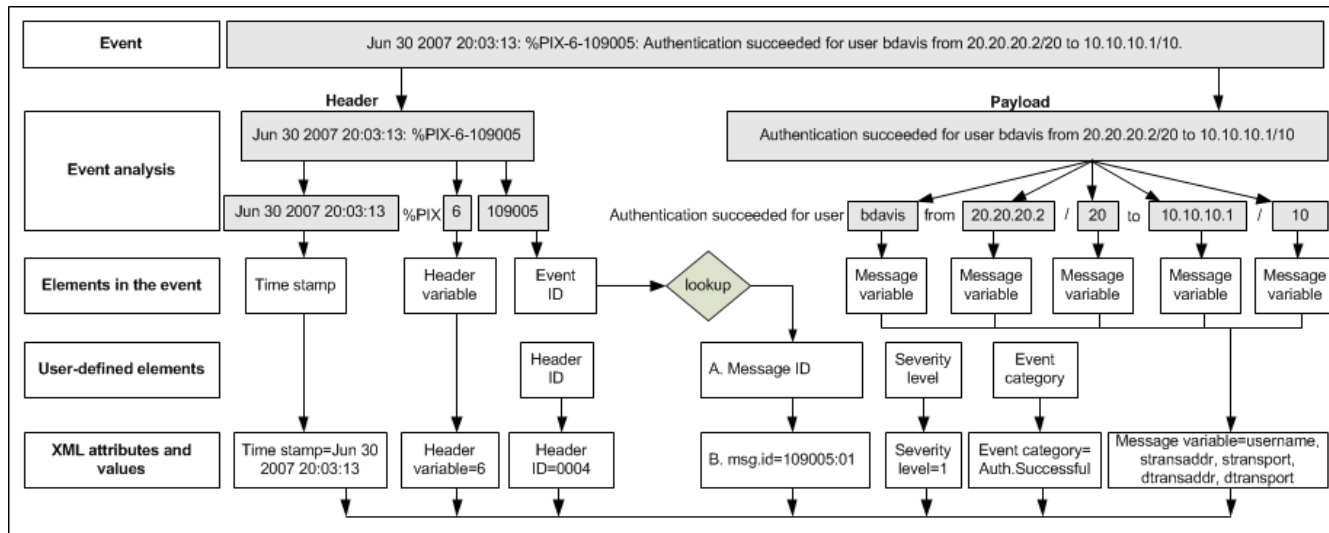 Event
Jun 30 2007 20:03:13: %PIX-6-109005: Authentication succeeded for user bdavis from 20.20.20.2/20 to 10.10.10.1/10.
Header
Payload
Event analysis
Jun 30 2007 20:03:13: %PIX-6-109005
Authentication succeeded for user bdavis from 20.20.20.2/20 to 10.10.10.1/10
Jun 30 2007 20:03:13 %PIX 6 109005
Authentication succeeded for user bdavis from 20.20.20.2 / 20 to 10.10.10.1 / 10
Elements in the event
Time stamp
Header
variable
Event
ID
lookup
Message
variable
Message
variable
Message
variable
Message
variable
Message
variable
User-defined elements
Header
ID
A. Message ID
Severity
level
Event
category
XML attributes and
values
Time stamp=Jun 30
2007 20:03:13
Header
variable=6
Header
ID=0004
B. msg.id=109005:01
Severity
level=1
Event category=
Auth.Successful
Message variable=username,
stransaddr, stransport,
dtransaddr, dtransport